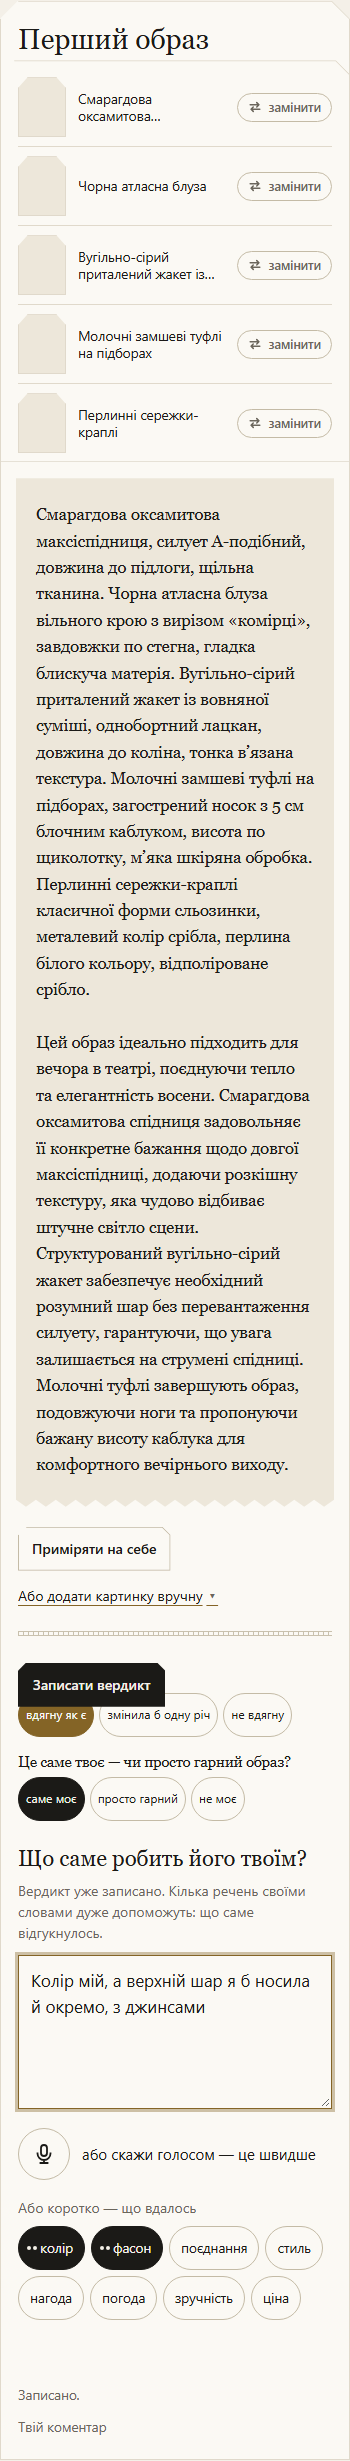 Перший образ
Смарагдова
оксамитова...
замінити
Чорна атласна блуза
замінити
Вугільно-сірий
приталений жакет із...
замінити
Молочні замшеві туфлі
на підборах
замінити
Перлинні сережки-
краплі
замінити
Смарагдова оксамитова
максіспідниця, силует А-подібний,
довжина до підлоги, щільна
тканина. Чорна атласна блуза
вільного крою з вирізом «комірці»,
завдовжки по стегна, гладка
блискуча матерія. Вугільно-сірий
приталений жакет із вовняної
суміші, однобортний лацкан,
довжина до коліна, тонка в’язана
текстура. Молочні замшеві туфлі на
підборах, загострений носок з 5 см
блочним каблуком, висота по
щиколотку, м’яка шкіряна обробка.
Перлинні сережки-краплі
класичної форми сльозинки,
металевий колір срібла, перлина
білого кольору, відполіроване
срібло.
Цей образ ідеально підходить для
вечора в театрі, поєднуючи тепло
та елегантність восени. Смарагдова
оксамитова спідниця задовольняє
її конкретне бажання щодо довгої
максіспідниці, додаючи розкішну
текстуру, яка чудово відбиває
штучне світло сцени.
Структурований вугільно-сірий
жакет забезпечує необхідний
розумний шар без перевантаження
силуету, гарантуючи, що увага
залишається на струмені спідниці.
Молочні туфлі завершують образ,
подовжуючи ноги та пропонуючи
бажану висоту каблука для
комфортного вечірнього виходу.
Приміряти на себе
Або додати картинку вручну
Записати вердикт
вдягну як є
змінила б одну річ
не вдягну
Це саме твоє — чи просто гарний образ?
саме моє
просто гарний
не моє
Що саме робить його твоїм?
Вердикт уже записано. Кілька речень своїми
словами дуже допоможуть: що саме
відгукнулось.
Колір мій, а верхній шар я б носила
й окремо, з джинсами
або скажи голосом — це швидше
Або коротко — що вдалось
колір
фасон
поєднання
стиль
нагода
погода
зручність
ціна
Записано.
Твій коментар